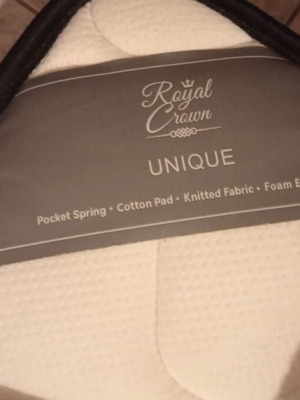 Royal
Crown
UNIQUE
Pocket Spring • Cotton Pad • Knitted Fabric • Foam E